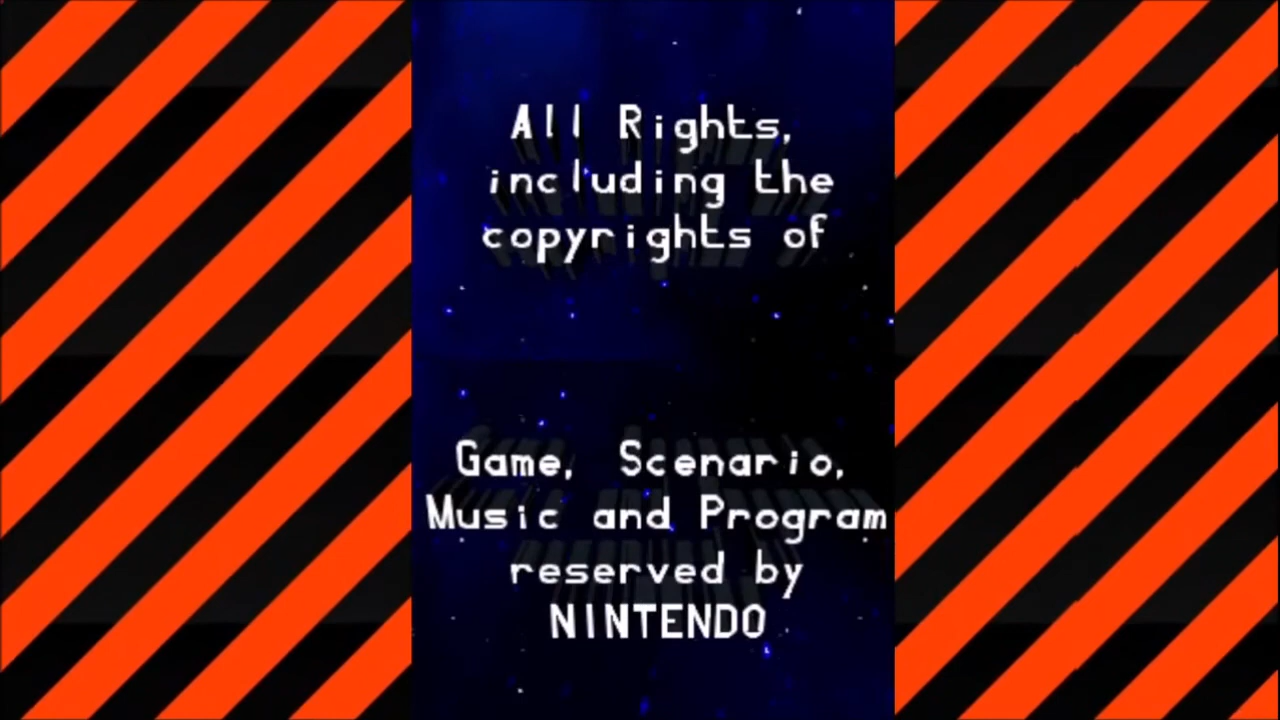 All Rights,
including the
copyrights of
Game, Scenario,
Music and Program
reserved by
NINTENDO